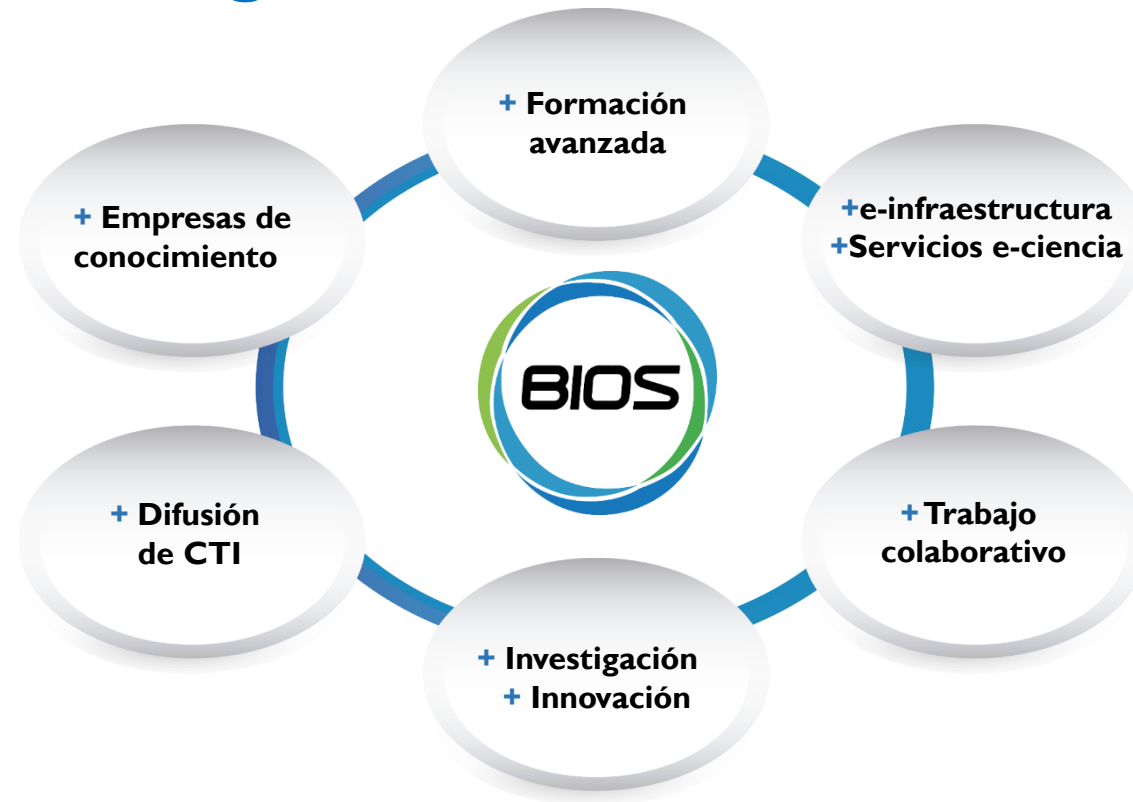 + Formación
avanzada
+e-infraestructura
+Servicios e-ciencia
+ Trabajo
colaborativo
+ Investigación
+ Innovación
+ Difusión
de CTI
+ Empresas de
conocimiento
BIOS